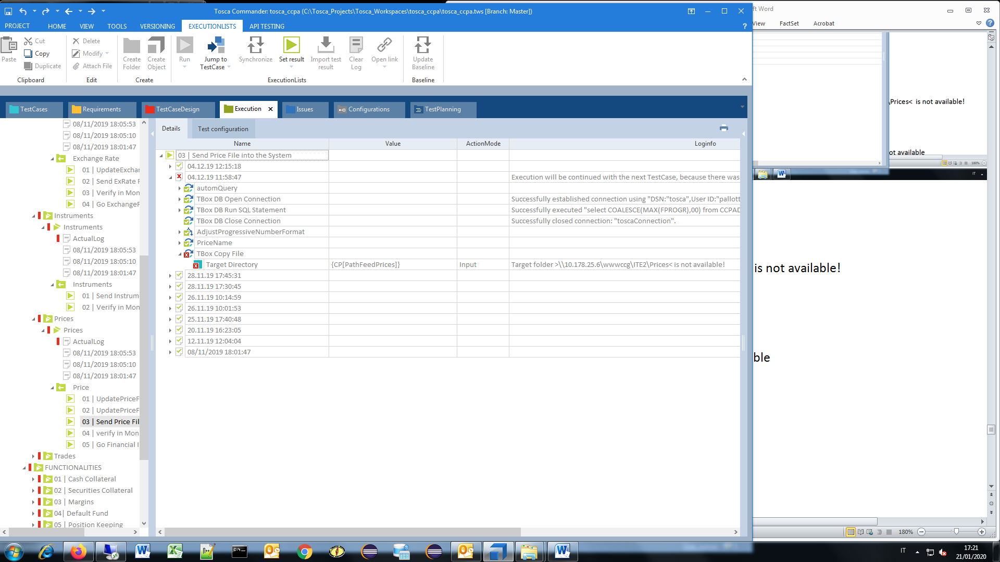 Tosca Commander: tosca_ccpa (C:\Tosca_Projects\Tosca_Workspaces\tosca_ccpa\tosca_ccpa.tws [Branch: Master])
PROJECT HOME VIEW TOOLS VERSIONING EXECUTIONLISTS API TESTING ?
Paste
Cut
Copy
Duplicate
Clipboard
Delete
Modify
Attach File
Edit
Create Folder
Create Object
Create
Run
Jump to TestCase
Synchronize
Set result
Import test result
Clear Log
Open link
ExecutionLists
Update Baseline
Baseline
TestCases Requirements TestCaseDesign Execution Issues Configurations TestPlanning
08/11/2019 18:05:53
08/11/2019 18:05:10
08/11/2019 18:01:47
Exchange Rate
01 | UpdateExchan
02 | Send ExRate F
03 | Verify in Mon
04 | Go ExchangeF
Instruments
Instruments
ActualLog
08/11/2019 18:05:53
08/11/2019 18:05:10
08/11/2019 18:01:47
Instruments
01 | Send Instrum
02 | Verify in Mon
Prices
Prices
ActualLog
08/11/2019 18:05:53
08/11/2019 18:05:10
08/11/2019 18:01:47
Price
01 | UpdatePriceF
02 | UpdatePriceF
03 | Send Price Fil
04 | verify in Mon
05 | Go Financial I
Trades
FUNCTIONALITIES
01 | Cash Collateral
02 | Securities Collateral
03 | Margins
04| Default Fund
05 | Position Keeping
Details Test configuration
Name Value ActionMode Loginfo
03 | Send Price File into the System
04.12.19 12:15:18
04.12.19 11:58:47 Execution will be continued with the next TestCase, because there was
automQuery
TBox DB Open Connection Successfully established connection using "DSN:"tosca",User ID:"pallott
TBox DB Run SQL Statement Successfully executed "select COALESCE(MAX(FPROGR),00) from CCPAD
TBox DB Close Connection Successfully closed connection: "toscaConnection".
AdjustProgressiveNumberFormat
PriceName
TBox Copy File
Target Directory {CP[PathFeedPrices]} Input Target folder >\\10.178.25.6\wwwccg\ITE2\Prices< is not available!
28.11.19 17:45:31
28.11.19 17:30:45
26.11.19 10:14:59
26.11.19 10:01:53
25.11.19 17:40:48
20.11.19 16:23:05
12.11.19 12:04:04
08/11/2019 18:01:47
ft Word
View FactSet Acrobat
\Prices< is not available!
ot available
180%
IT
is not available!
ble
180%
IT
17:21
21/01/2020